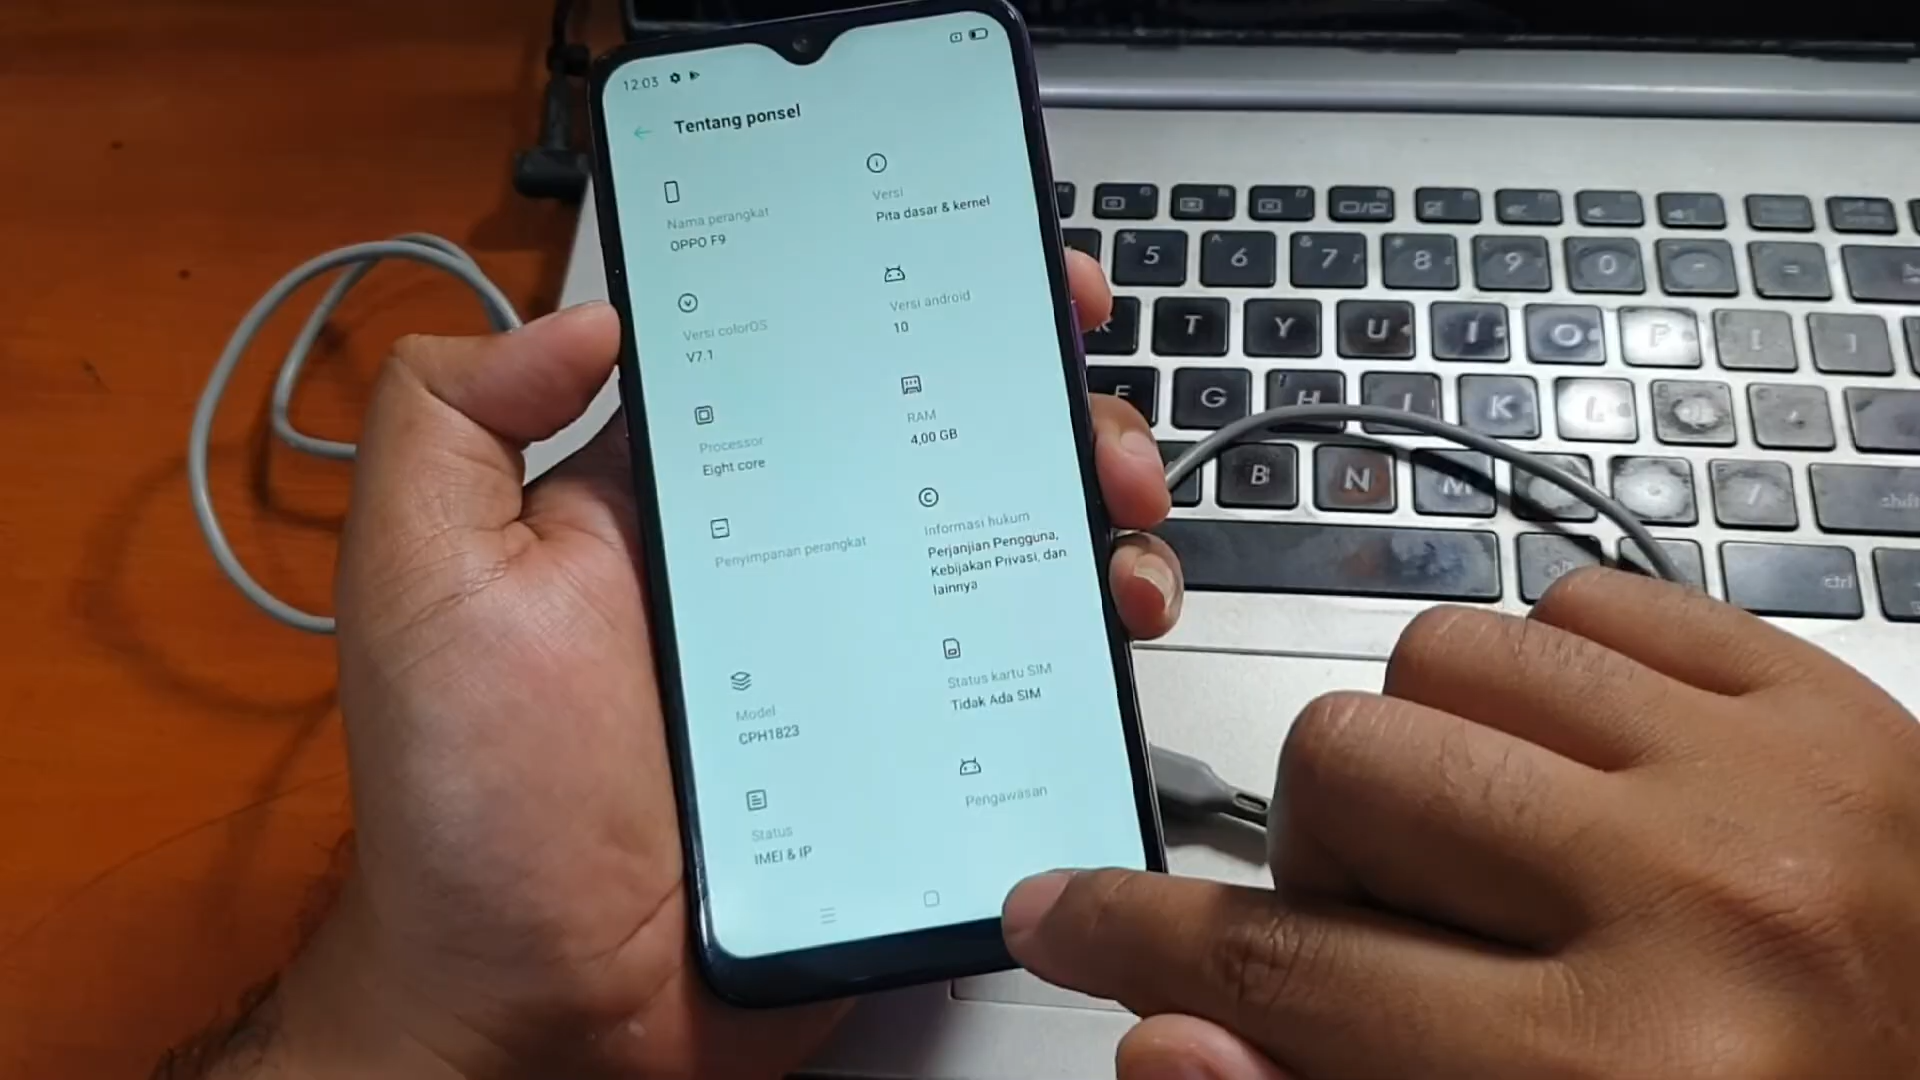 12:03
Tentang ponsel
Nama perangkat
OPPO F9
Versi
Pita dasar & kernel
Versi colorOS
V7.1
Versi android
10
Processor
Eight core
RAM
4,00 GB
Penyimpanan perangkat
Informasi hukum
Perjanjian Pengguna,
Kebijakan Privasi, dan
lainnya
Model
CPH1823
Status kartu SIM
Tidak Ada SIM
Status
IMEI & IP
Pengawasan
5 6 7 8 9 0 - =
R T Y U I O P [ ]
F G H J K L
B N M /
shift
ctrl